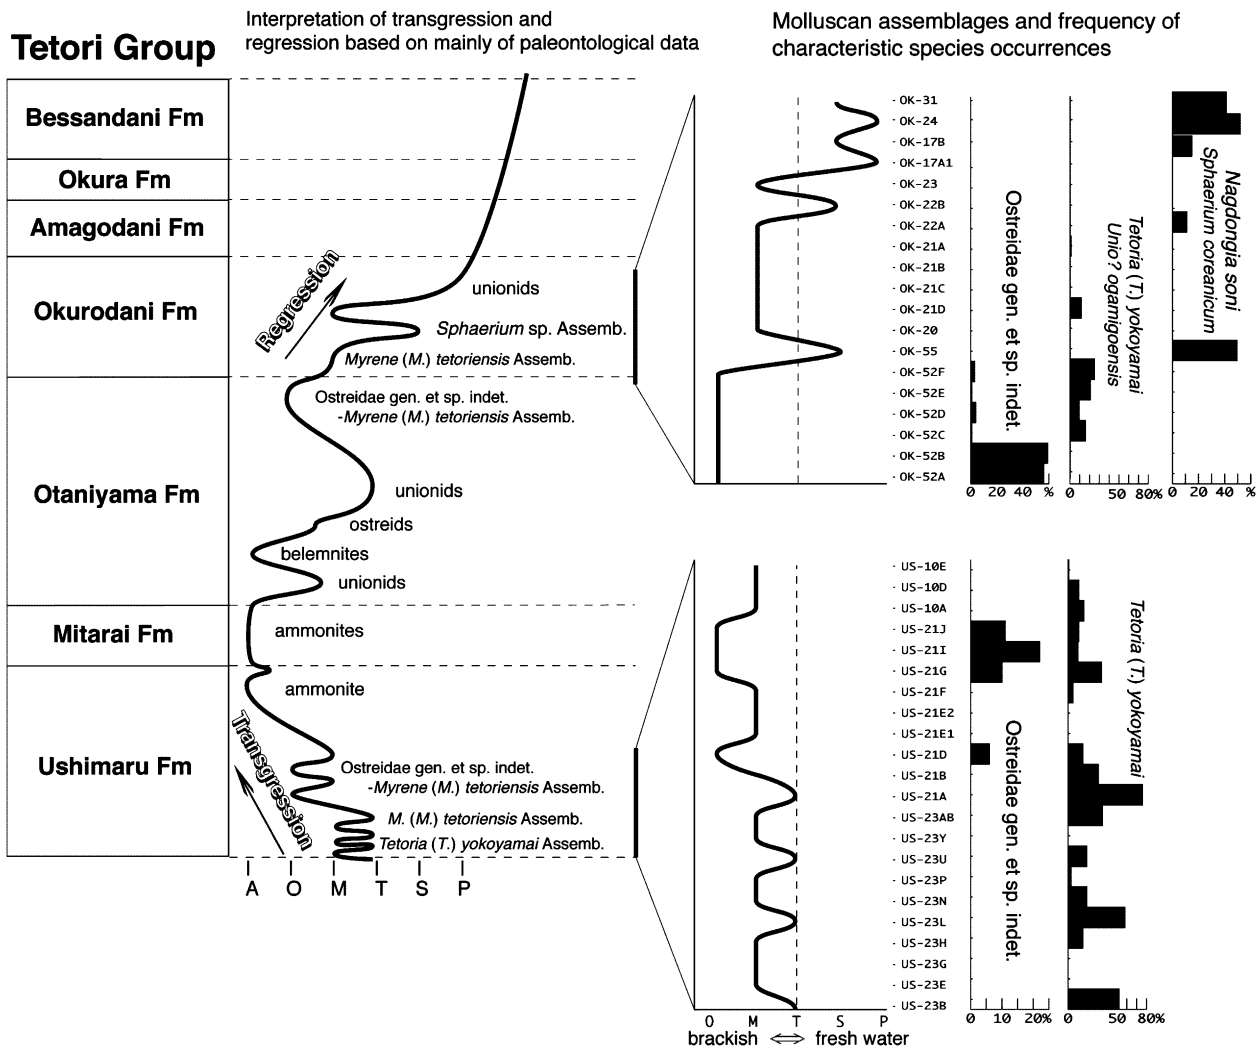 Tetori Group
Interpretation of transgression and
regression based on mainly of paleontological data
Molluscan assemblages and frequency of
characteristic species occurrences
Bessandani Fm
Okura Fm
Amagodani Fm
Okurodani Fm
Otaniyama Fm
Mitarai Fm
Ushimaru Fm
Regression
unionids
Sphaerium sp. Assemb.
Myrene (M.) tetoriensis Assemb.
Ostreidae gen. et sp. indet.
-Myrene (M.) tetoriensis Assemb.
unionids
ostreids
belemnites
unionids
ammonites
ammonite
Transgression
Ostreidae gen. et sp. indet.
-Myrene (M.) tetoriensis Assemb.
M. (M.) tetoriensis Assemb.
Tetoria (T.) yokoyamai Assemb.
A O M T S P
OK-31
OK-24
OK-17B
OK-17A1
OK-23
OK-22B
OK-22A
OK-21A
OK-21B
OK-21C
OK-21D
OK-20
OK-55
OK-52F
OK-52E
OK-52D
OK-52C
OK-52B
OK-52A
Ostreidae gen. et sp. indet.
0 20 40 %
Tetoria (T.) yokoyamai
Unio? ogamigoensis
0 50 80%
Nagdongia soni
Sphaerium coreanicum
0 20 40 %
US-10E
US-10D
US-10A
US-21J
US-21I
US-21G
US-21F
US-21E2
US-21E1
US-21D
US-21B
US-21A
US-23AB
US-23Y
US-23U
US-23P
US-23N
US-23L
US-23H
US-23G
US-23E
US-23B
Ostreidae gen. et sp. indet.
0 10 20%
Tetoria (T.) yokoyamai
0 50 80%
O M T S P
brackish ⟺ fresh water